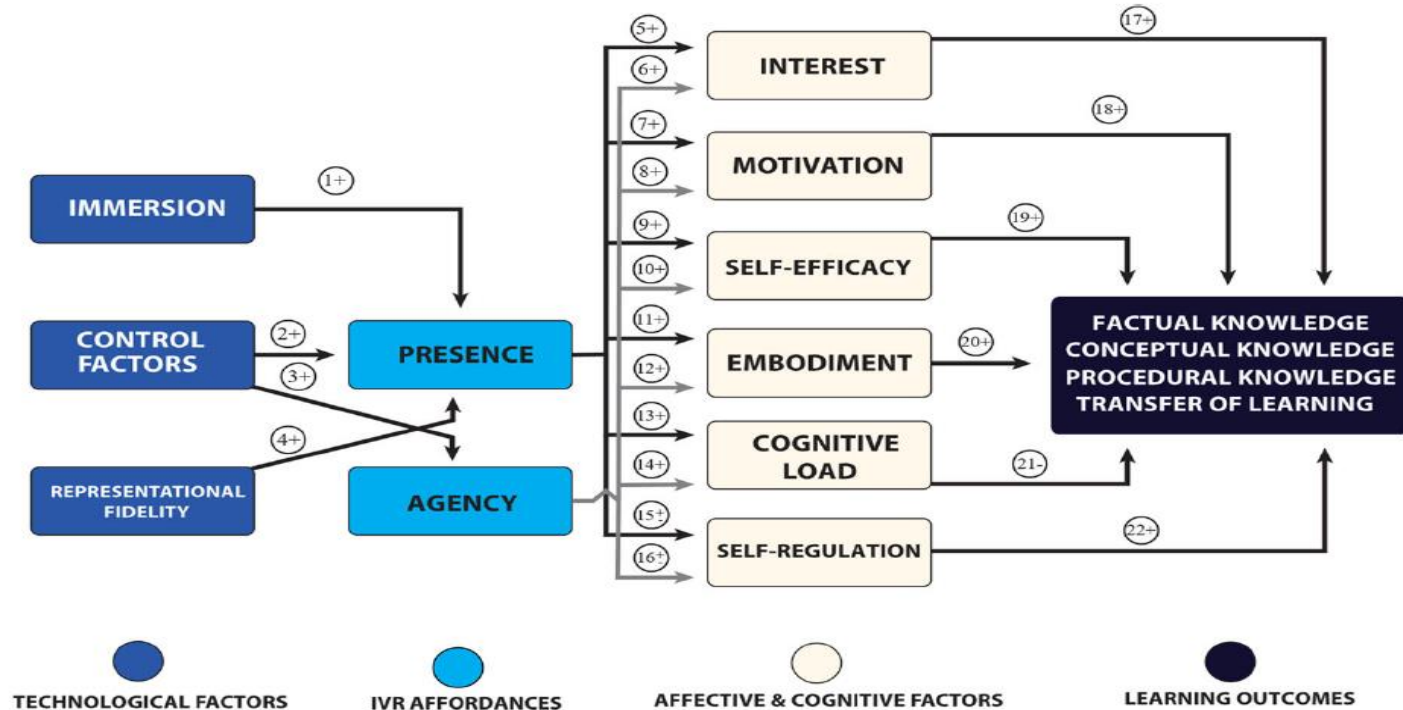 5+
17+
INTEREST
6+
7+
18+
MOTIVATION
8+
1+
IMMERSION
9+
19+
SELF-EFFICACY
10+
CONTROL
FACTORS
2+
3+
PRESENCE
11+
EMBODIMENT
12+
20+
FACTUAL KNOWLEDGE
CONCEPTUAL KNOWLEDGE
PROCEDURAL KNOWLEDGE
TRANSFER OF LEARNING
4+
13+
COGNITIVE
LOAD
14+
21-
REPRESENTATIONAL
FIDELITY
AGENCY
15±
SELF-REGULATION
16±
22+
TECHNOLOGICAL FACTORS
IVR AFFORDANCES
AFFECTIVE & COGNITIVE FACTORS
LEARNING OUTCOMES